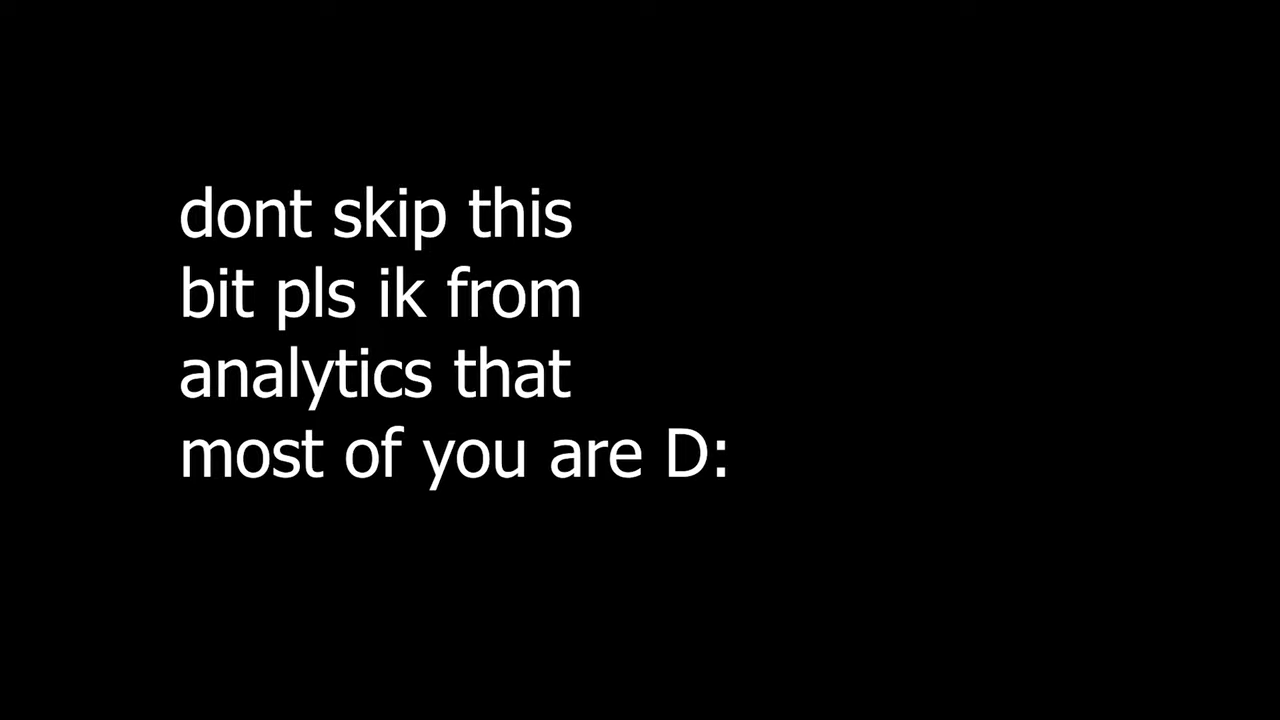 dont skip this
bit pls ik from
analytics that
most of you are D: